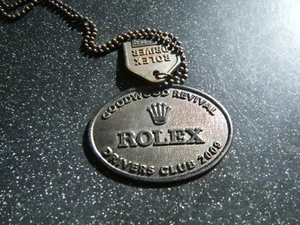 ROLEX
DRIVER
GOODWOOD REVIVAL
ROLEX
DRIVERS CLUB 2009